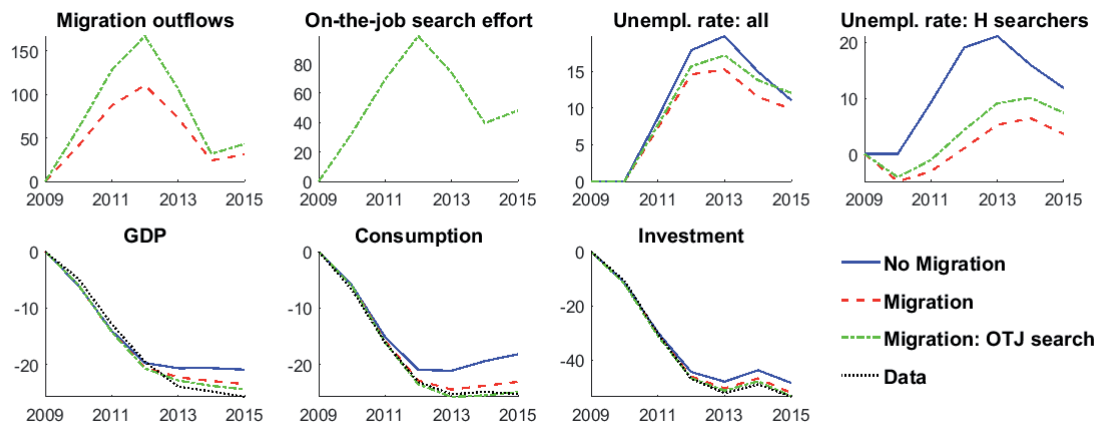 Migration outflows
150
100
50
0
2009 2011 2013 2015
On-the-job search effort
80
60
40
20
0
2009 2011 2013 2015
Unempl. rate: all
15
10
5
0
2009 2011 2013 2015
Unempl. rate: H searchers
20
10
0
2009 2011 2013 2015
GDP
0
-10
-20
2009 2011 2013 2015
Consumption
0
-10
-20
2009 2011 2013 2015
Investment
0
-20
-40
2009 2011 2013 2015
No Migration
Migration
Migration: OTJ search
Data